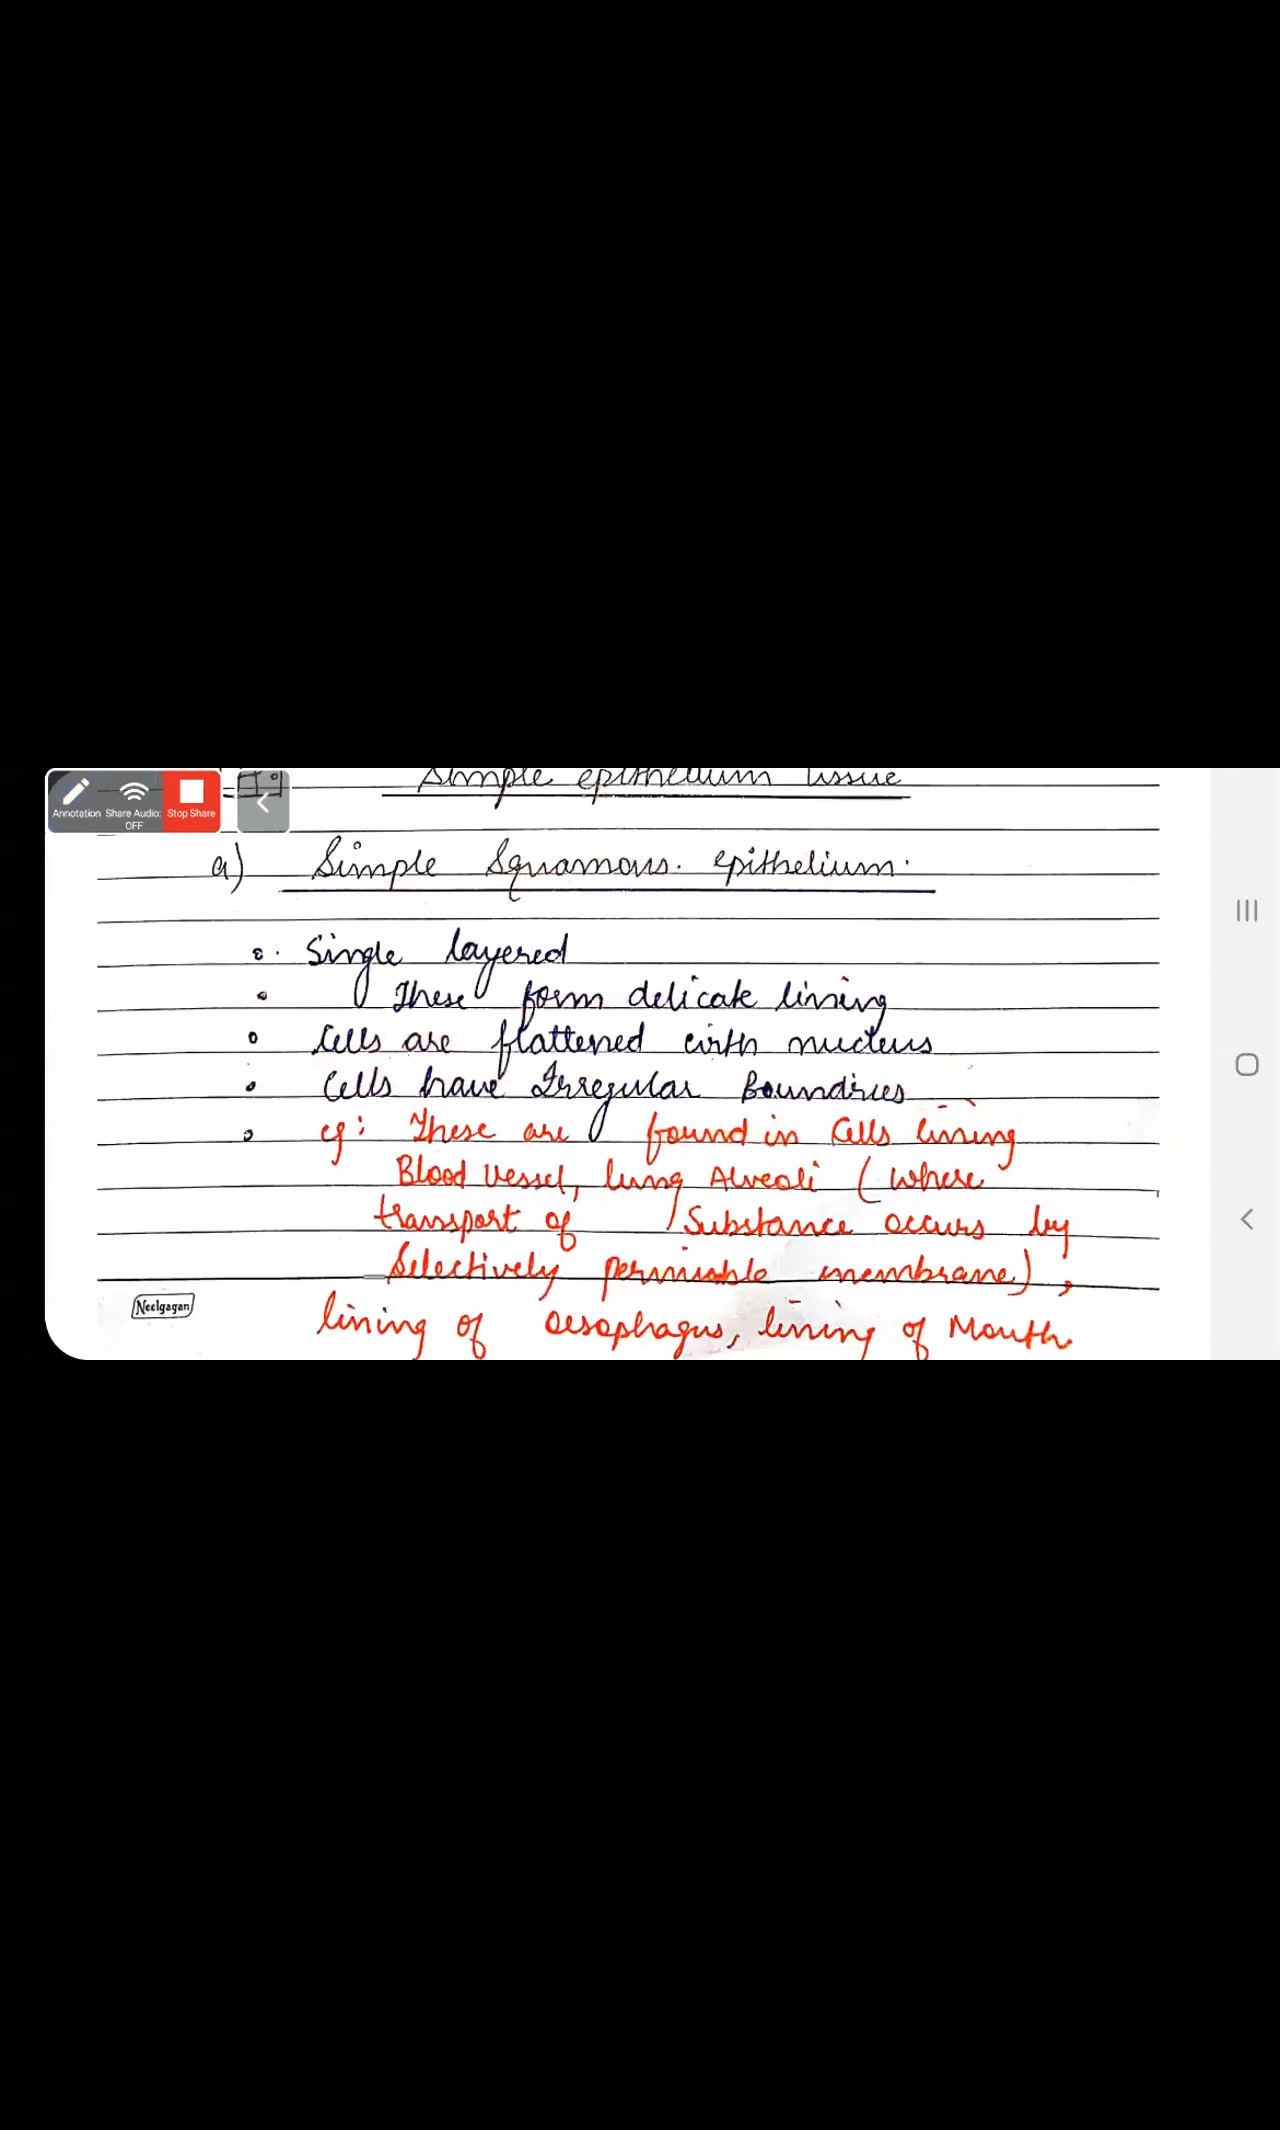 Simple epithelium tissue
Annotation Share Audio: OFF Stop Share
a) Simple Squamous. epithelium.
Single layered
These form delicate lining
Cells are flattened with nucleus
Cells have Irregular Boundries
eg: These are found in Cells lining
Blood vessel, lung Alveoli (where
transport of Substance occurs by
Selectively permiable membrane),
Neelgagan
lining of oesophagus, lining of Mouth.